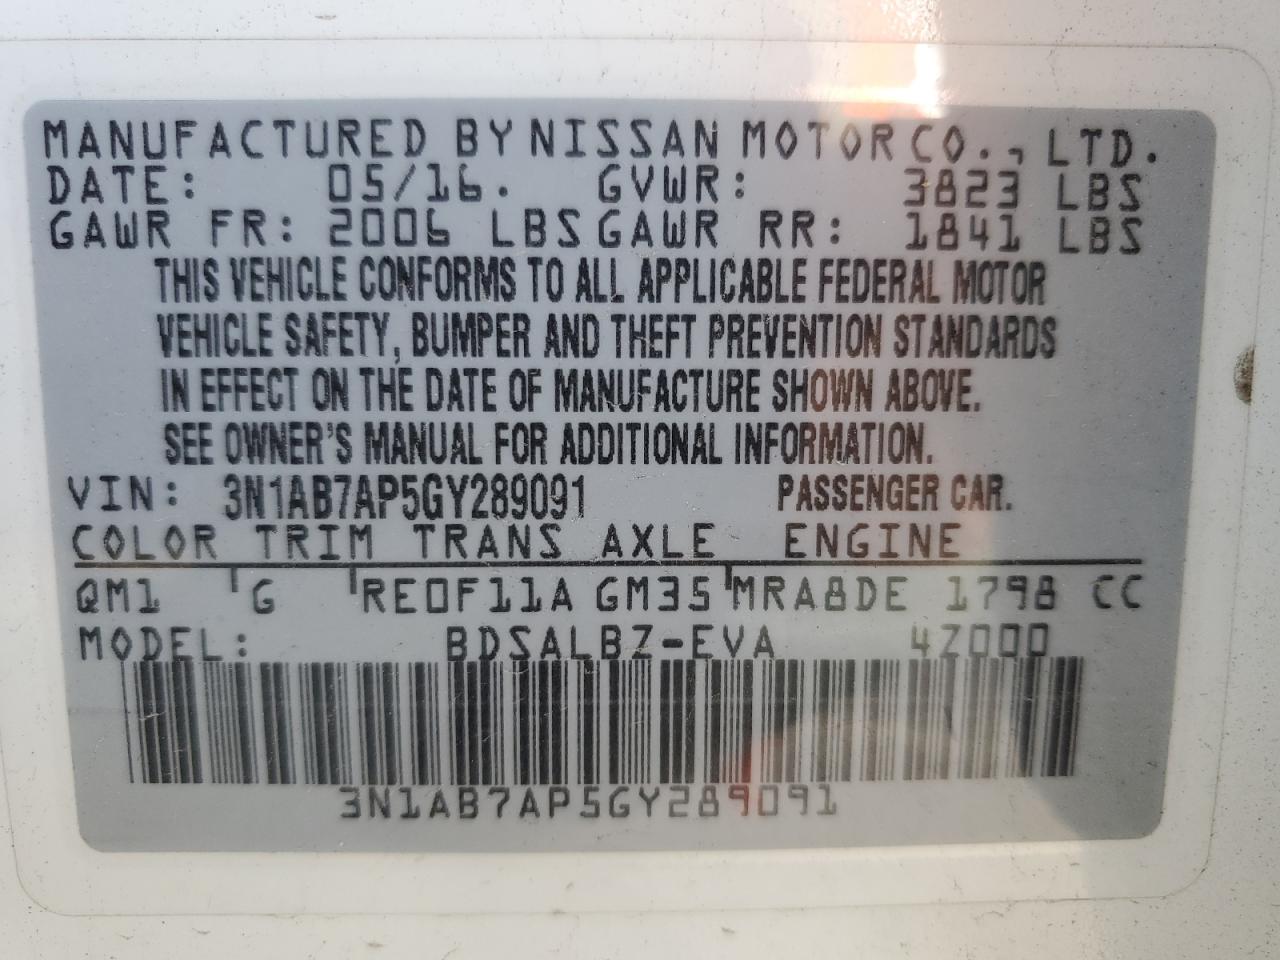 MANUFACTURED BY NISSAN MOTOR CO., LTD.
DATE: 05/16. GVWR: 3823 LBS
GAWR FR: 2006 LBS GAWR RR: 1841 LBS
THIS VEHICLE CONFORMS TO ALL APPLICABLE FEDERAL MOTOR
VEHICLE SAFETY, BUMPER AND THEFT PREVENTION STANDARDS
IN EFFECT ON THE DATE OF MANUFACTURE SHOWN ABOVE.
SEE OWNER'S MANUAL FOR ADDITIONAL INFORMATION.
VIN: 3N1AB7AP5GY289091 PASSENGER CAR.
COLOR TRIM TRANS AXLE ENGINE
QM1 G RE0F11A GM35 MRA8DE 1798 CC
MODEL: BDSALBZ-EVA 4Z000
3N1AB7AP5GY289091